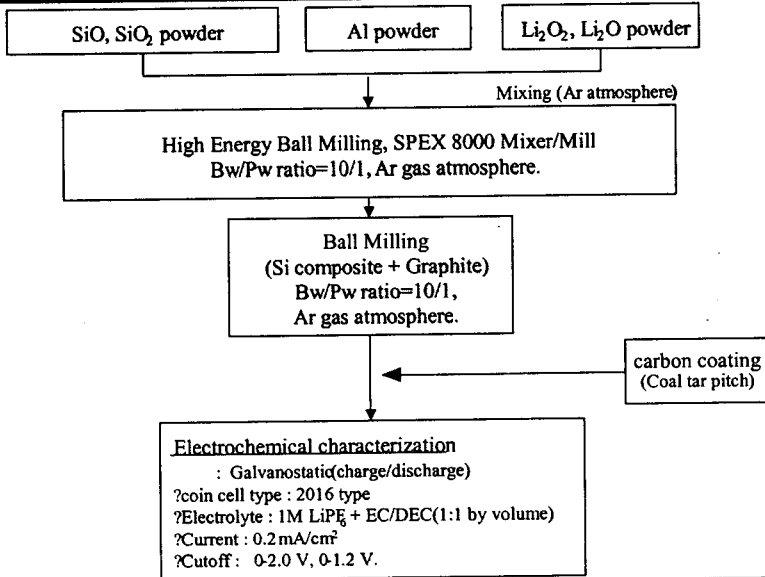 SiO, SiO₂ powder
Al powder
Li₂O₂, Li₂O powder
Mixing (Ar atmosphere)
High Energy Ball Milling, SPEX 8000 Mixer/Mill
Bw/Pw ratio=10/1, Ar gas atmosphere.
Ball Milling
(Si composite + Graphite)
Bw/Pw ratio=10/1,
Ar gas atmosphere.
carbon coating
(Coal tar pitch)
Electrochemical characterization
: Galvanostatic(charge/discharge)
?coin cell type : 2016 type
?Electrolyte : 1M LiPF₆ + EC/DEC(1:1 by volume)
?Current : 0.2 mA/cm²
?Cutoff : 0-2.0 V, 0-1.2 V.